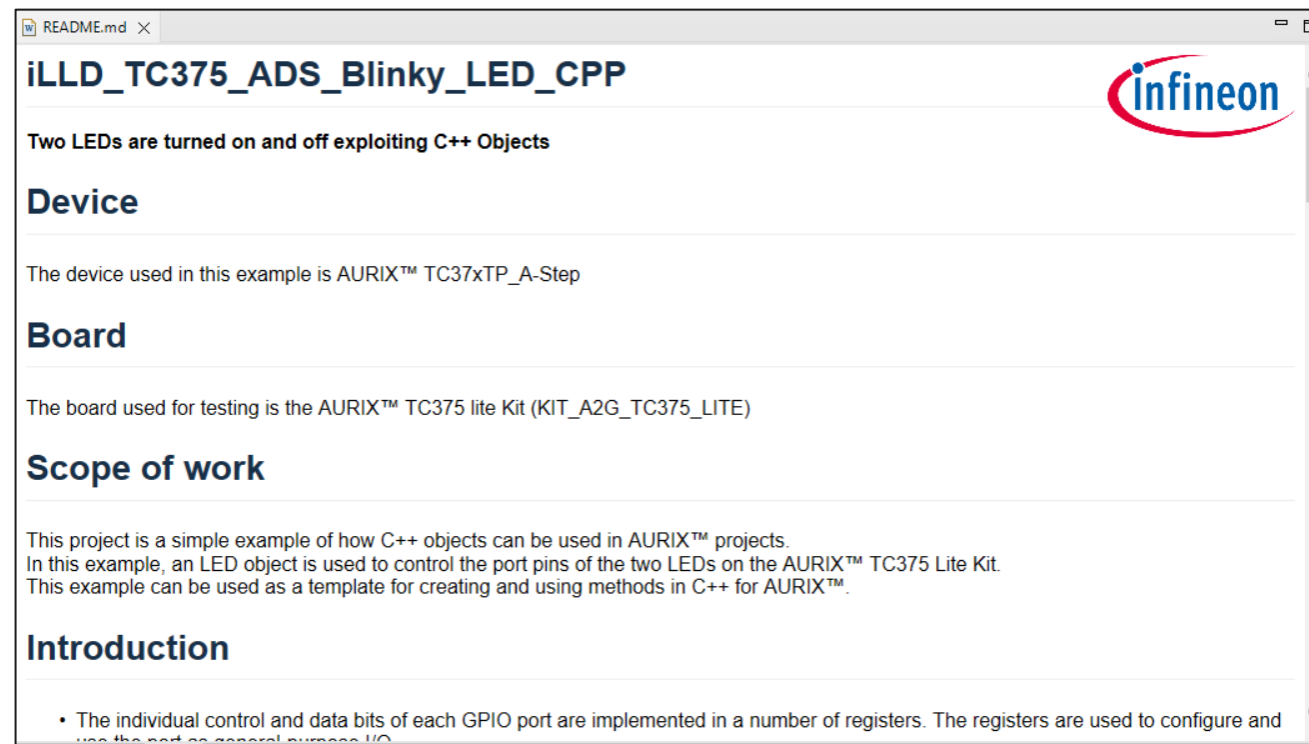 README.md
iLLD_TC375_ADS_Blinky_LED_CPP
infineon
Two LEDs are turned on and off exploiting C++ Objects
Device
The device used in this example is AURIX™ TC37xTP_A-Step
Board
The board used for testing is the AURIX™ TC375 lite Kit (KIT_A2G_TC375_LITE)
Scope of work
This project is a simple example of how C++ objects can be used in AURIX™ projects.
In this example, an LED object is used to control the port pins of the two LEDs on the AURIX™ TC375 Lite Kit.
This example can be used as a template for creating and using methods in C++ for AURIX™.
Introduction
• The individual control and data bits of each GPIO port are implemented in a number of registers. The registers are used to configure and
use the port as general purpose I/O